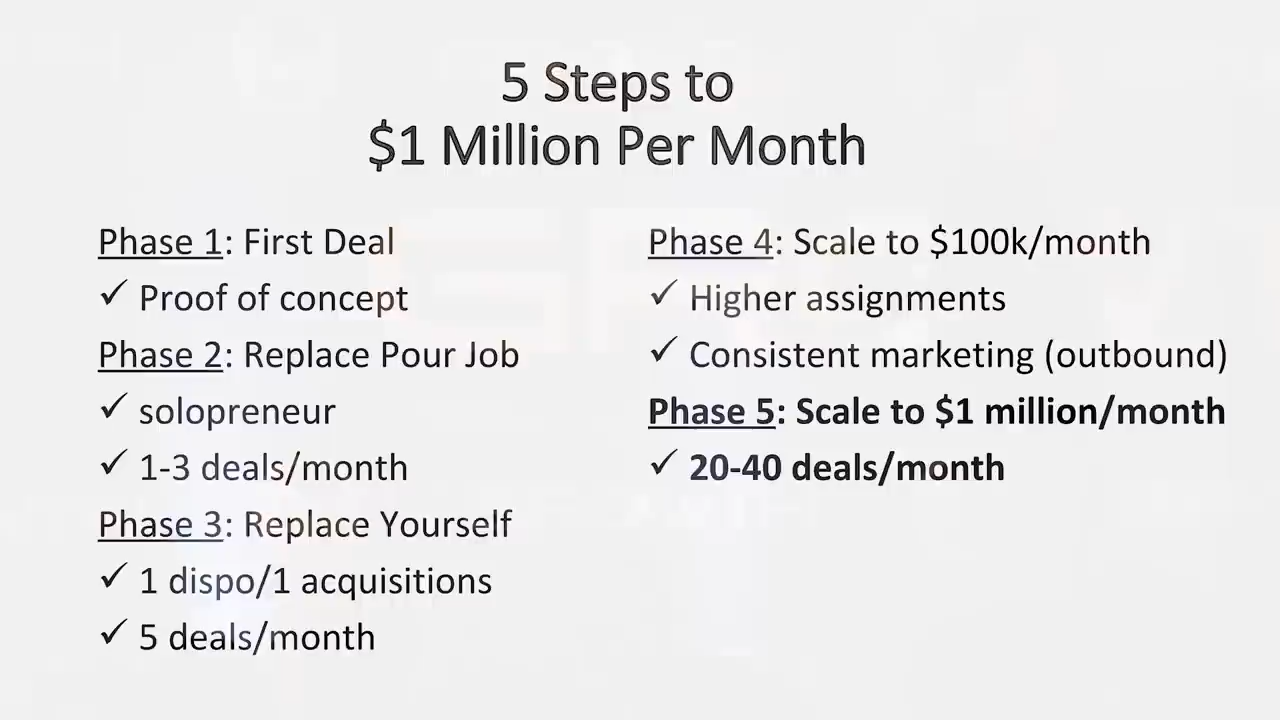 5 Steps to
$1 Million Per Month
Phase 1: First Deal
✓ Proof of concept
Phase 2: Replace Pour Job
✓ solopreneur
✓ 1-3 deals/month
Phase 3: Replace Yourself
✓ 1 dispo/1 acquisitions
✓ 5 deals/month
Phase 4: Scale to $100k/month
✓ Higher assignments
✓ Consistent marketing (outbound)
Phase 5: Scale to $1 million/month
✓ 20-40 deals/month